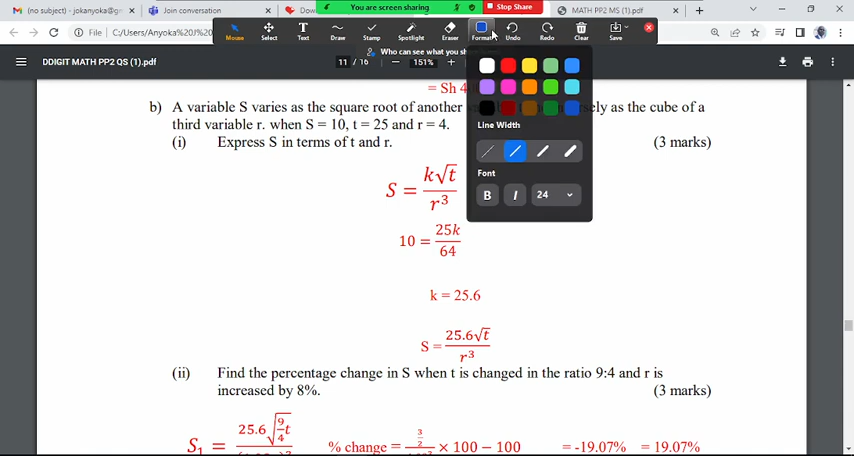 (no subject) - jokanyoka@gm
Join conversation
Dow
You are screen sharing
Stop Share
MATH PP2 MS (1).pdf
File
C:/Users/Anyoka%20J%20
Mouse Select Text Draw Stamp Spotlight Eraser Format Undo Redo Clear Save
Who can see what you sh
DDIGIT MATH PP2 QS (1).pdf
11 / 16
151%
= Sh 4
b) A variable S varies as the square root of another ely as the cube of a
third variable r. when S = 10, t = 25 and r = 4.
(i) Express S in terms of t and r. (3 marks)
S = k√t / r³
10 = 25k / 64
k = 25.6
S = 25.6√t / r³
Line Width
Font
B I 24
(ii) Find the percentage change in S when t is changed in the ratio 9:4 and r is
increased by 8%. (3 marks)
S₁ = 25.6√(9/4 t)
% change = 3/2 × 100 − 100 = -19.07% = 19.07%